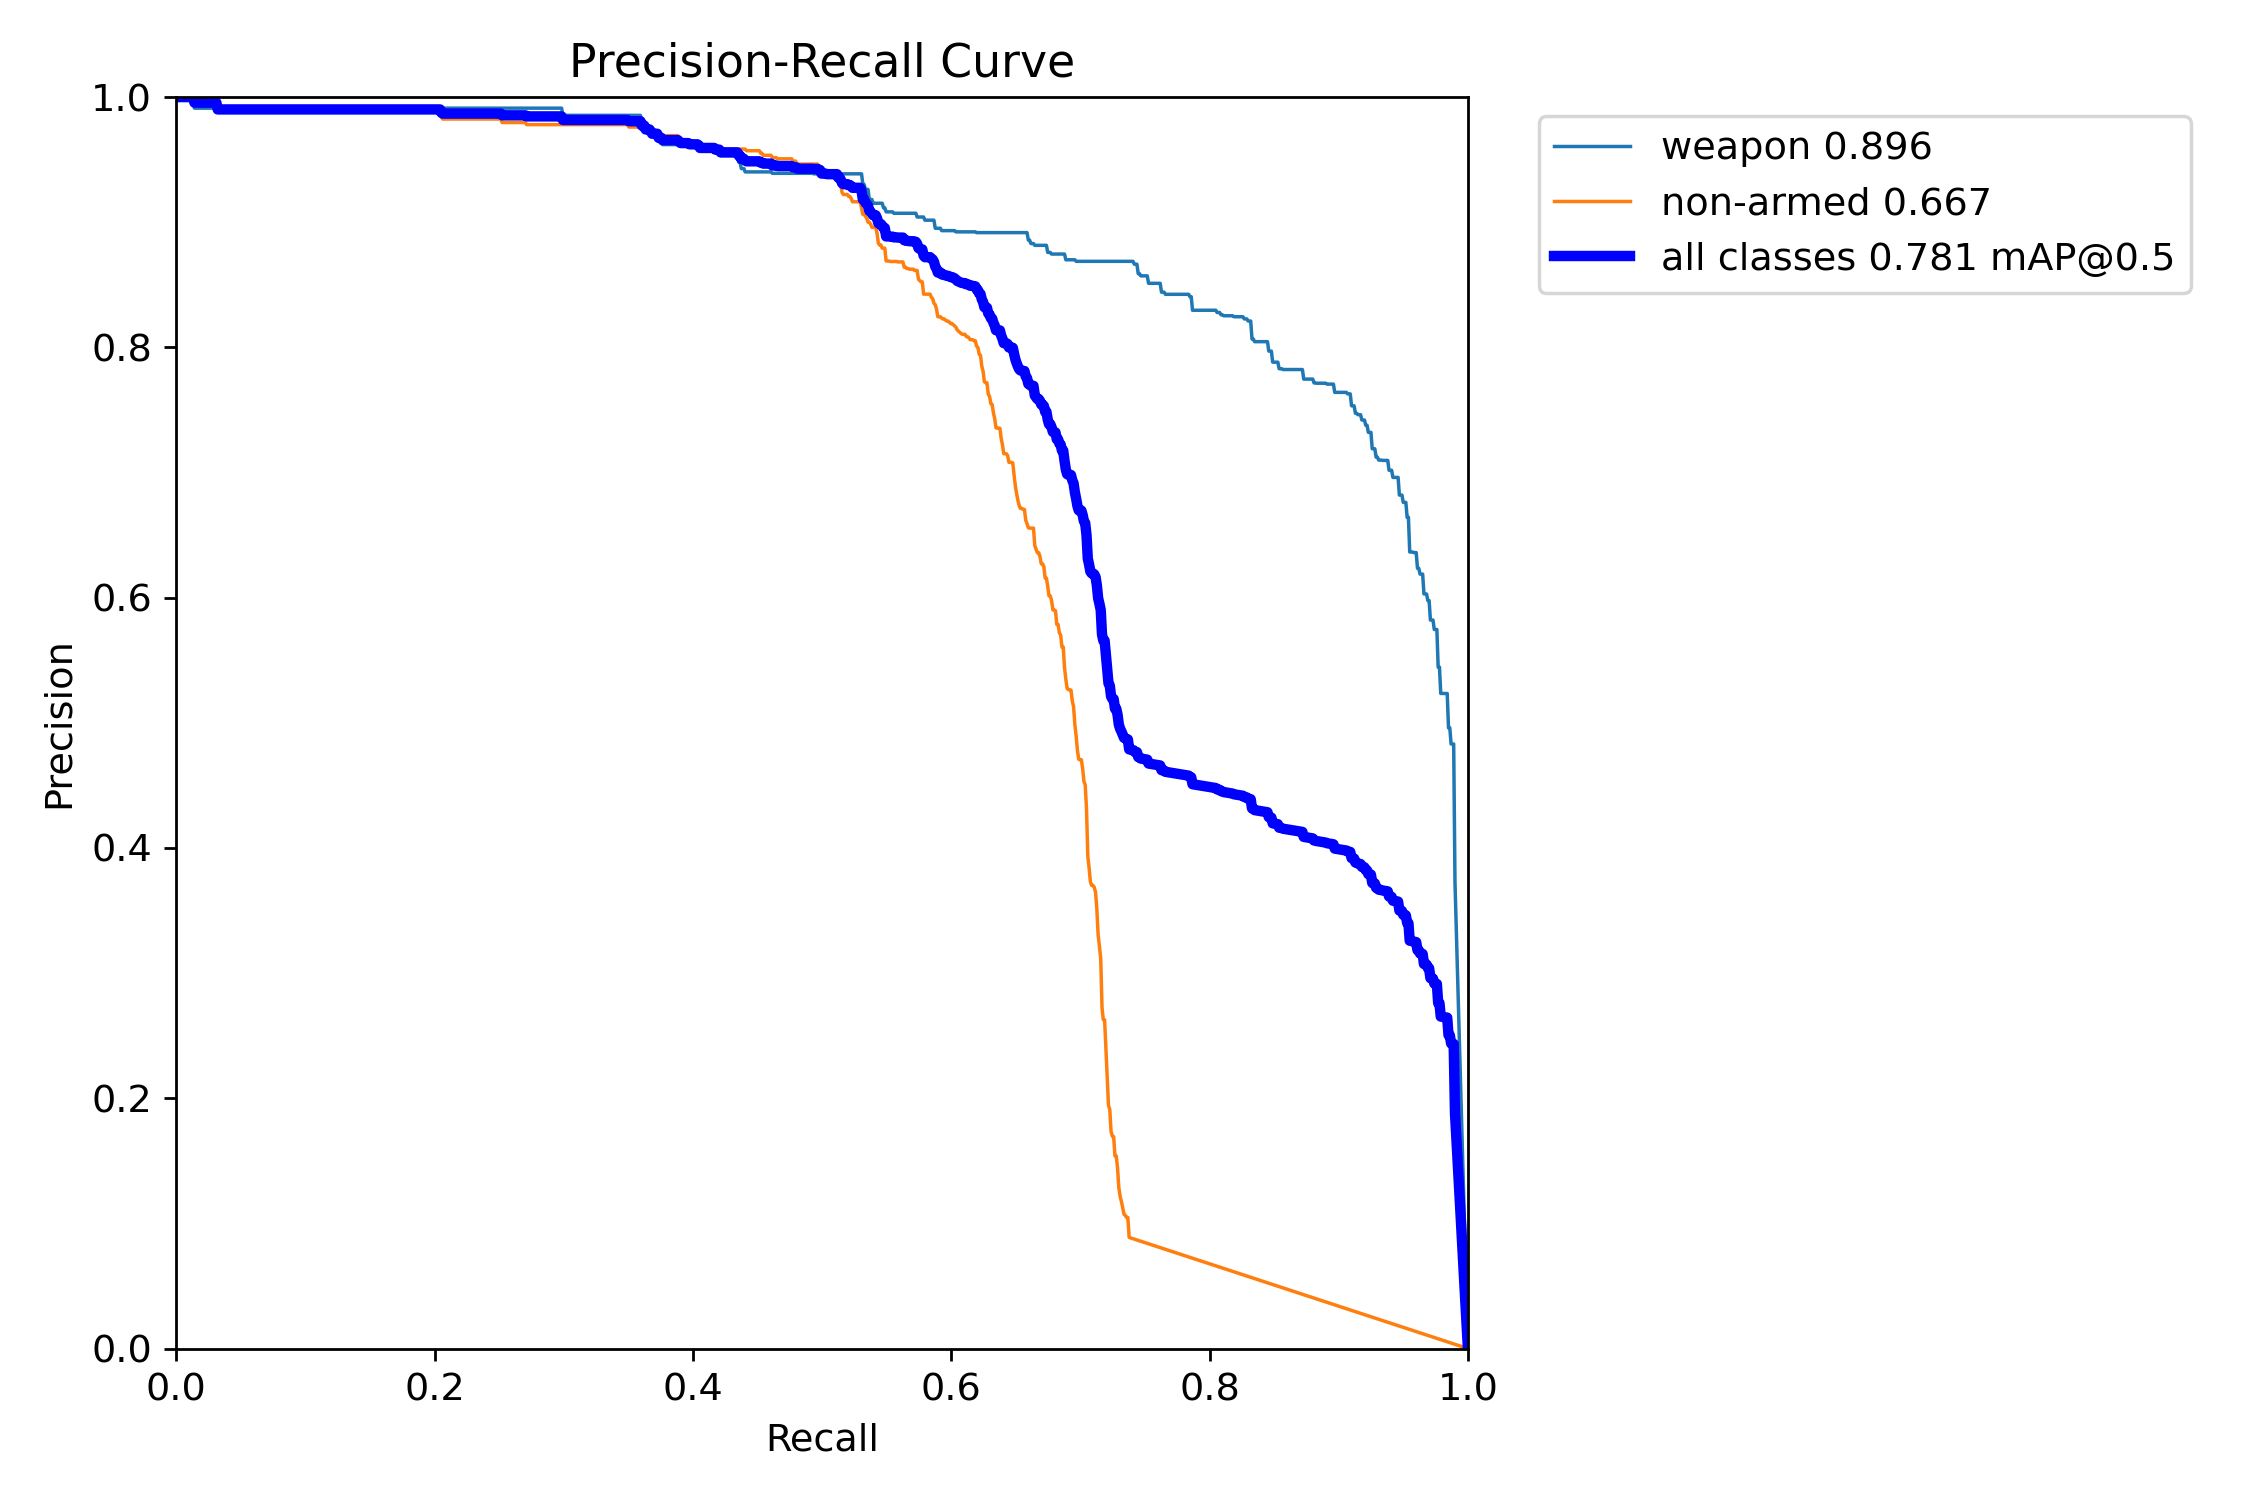 Precision-Recall Curve
weapon 0.896
non-armed 0.667
all classes 0.781 mAP@0.5
Precision
1.0
0.8
0.6
0.4
0.2
0.0
0.0 0.2 0.4 0.6 0.8 1.0
Recall